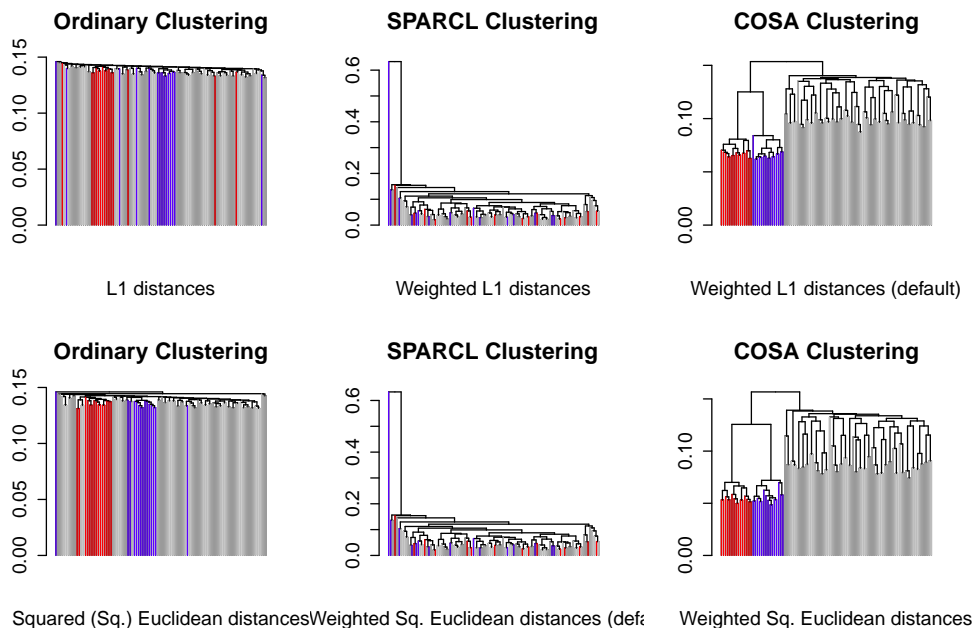 Ordinary Clustering
0.00 0.05 0.10 0.15
L1 distances
SPARCL Clustering
0.0 0.2 0.4 0.6
Weighted L1 distances
COSA Clustering
0.00 0.10
Weighted L1 distances (default)
Ordinary Clustering
0.00 0.05 0.10 0.15
Squared (Sq.) Euclidean distances
SPARCL Clustering
0.0 0.2 0.4 0.6
Weighted Sq. Euclidean distances (defa
COSA Clustering
0.00 0.10
Weighted Sq. Euclidean distances